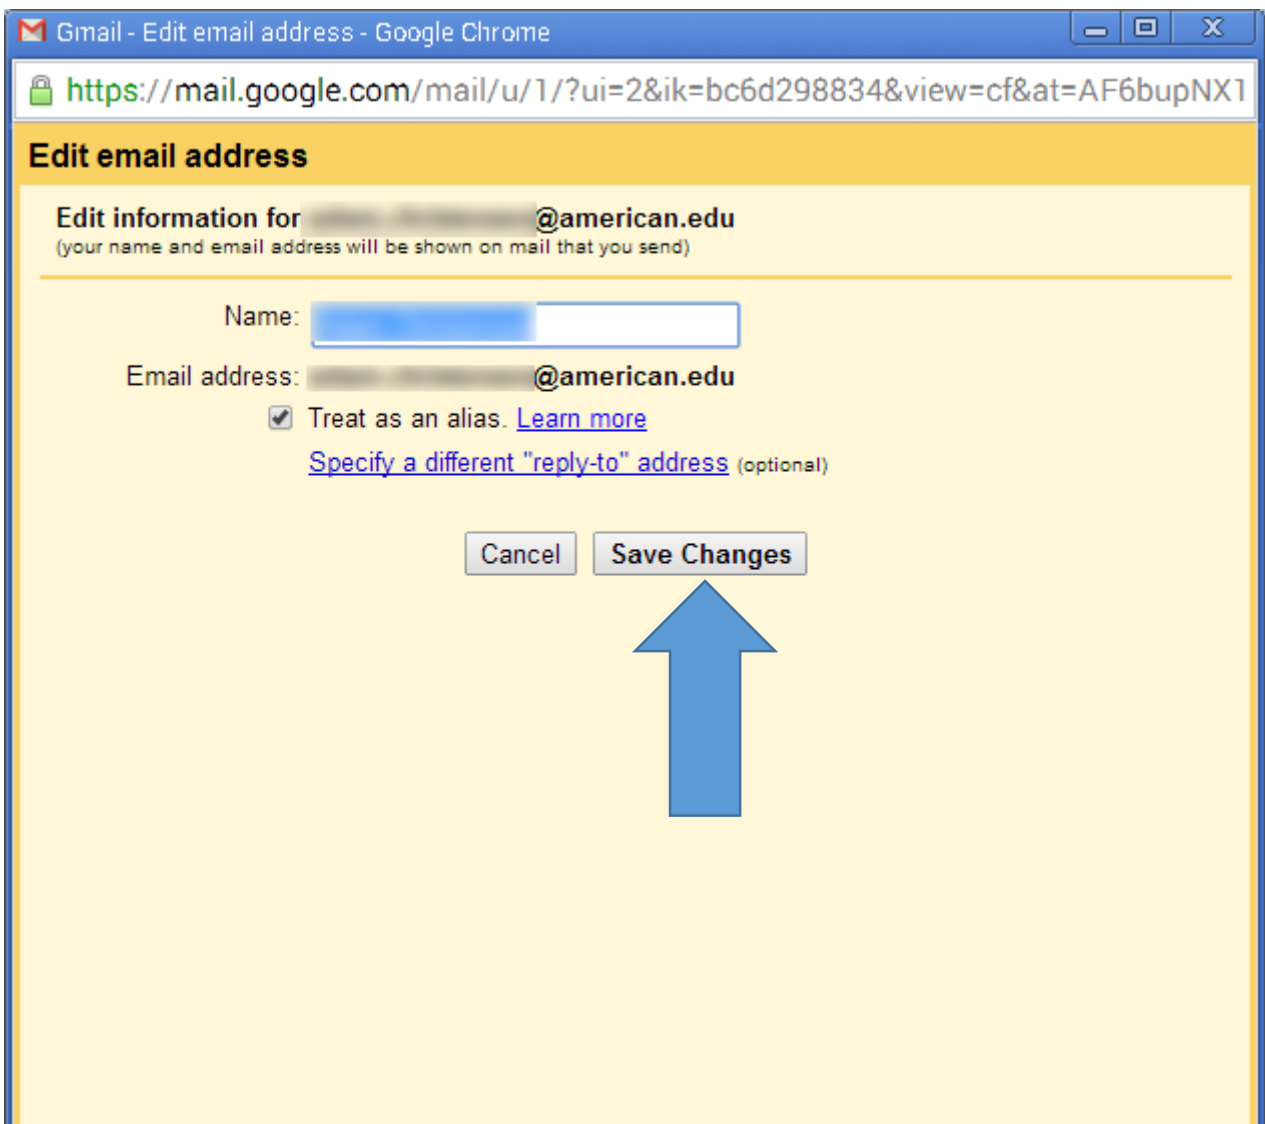 Gmail - Edit email address - Google Chrome
https://mail.google.com/mail/u/1/?ui=2&ik=bc6d298834&view=cf&at=AF6bupNX1
Edit email address
Edit information for @american.edu
(your name and email address will be shown on mail that you send)
Name:
Email address: @american.edu
Treat as an alias. Learn more
Specify a different "reply-to" address (optional)
Cancel Save Changes